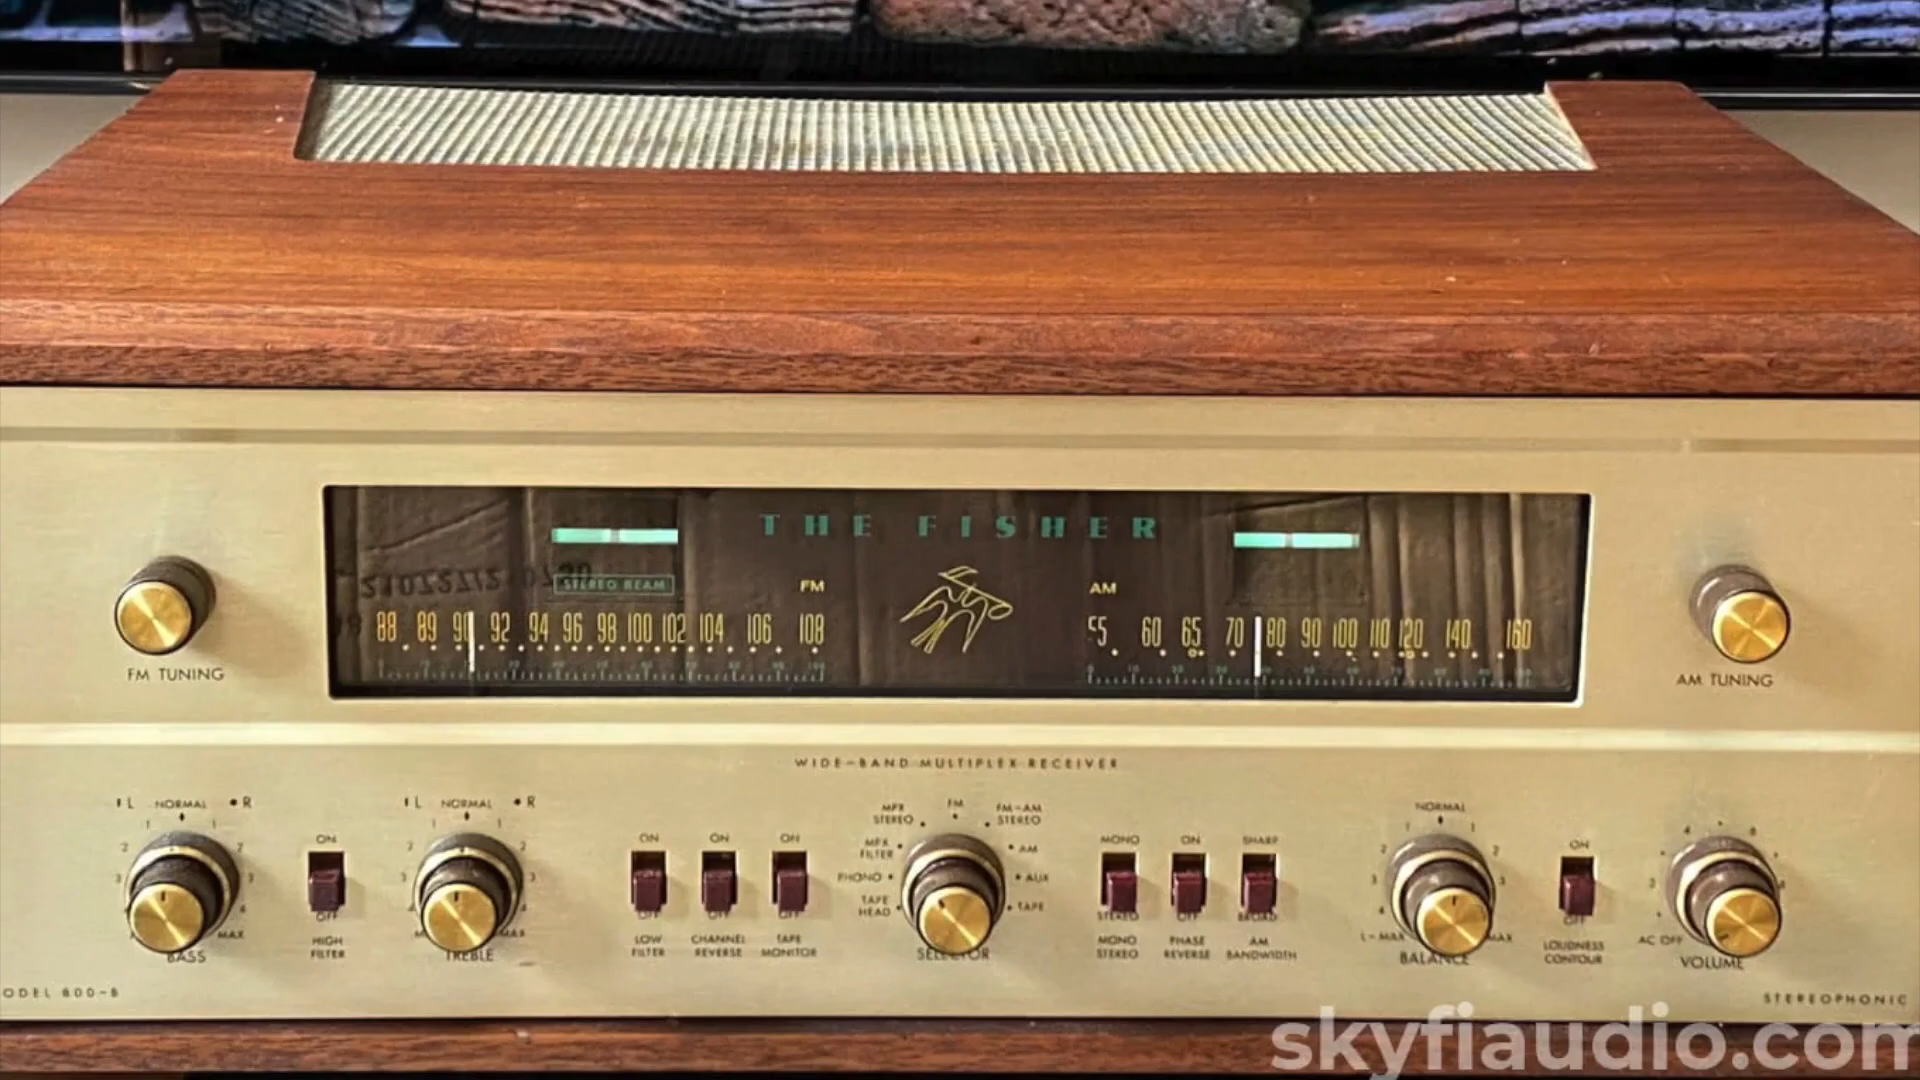 THE FISHER
STEREO BEAM
FM
AM
88 89 90 92 94 96 98 100 102 104 106 108
55 60 65 70 80 90 100 110 120 140 160
FM TUNING
AM TUNING
WIDE-BAND MULTIPLEX RECEIVER
L NORMAL R
L NORMAL R
MPX STEREO
FM
FM-AM STEREO
NORMAL
ON
ON
ON
ON
MPX FILTER
AM
MONO
ON
SHARP
ON
PHONO
AUX
TAPE HEAD
TAPE
OFF
OFF
OFF
OFF
STEREO
OFF
BROAD
OFF
MAX
MAX
L-MAX
MAX
AC OFF
BASS
HIGH FILTER
TREBLE
LOW FILTER
CHANNEL REVERSE
TAPE MONITOR
SELECTOR
MONO STEREO
PHASE REVERSE
AM BANDWIDTH
BALANCE
LOUDNESS CONTOUR
VOLUME
ODEL 800-B
STEREOPHONIC
skyfiaudio.com